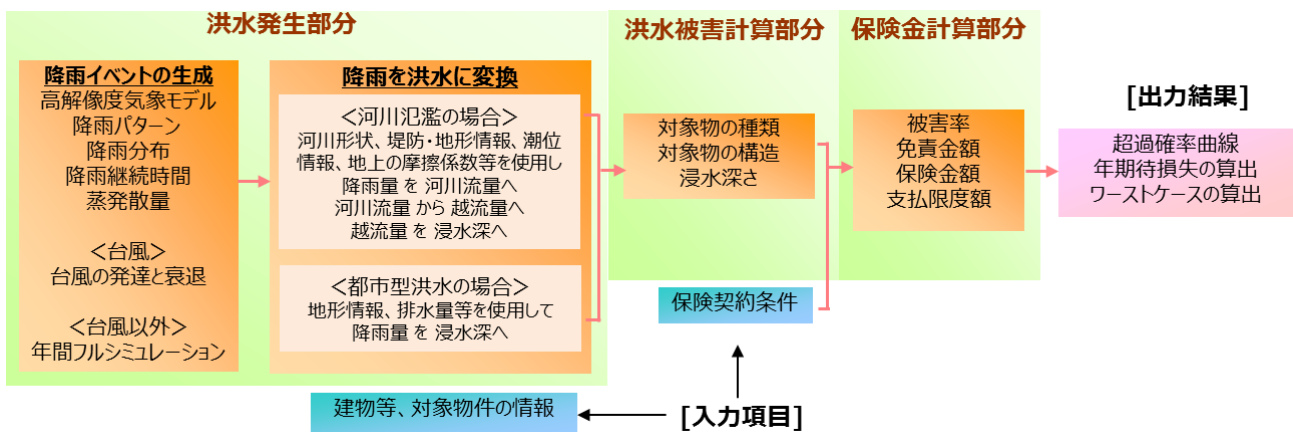 洪水発生部分
降雨イベントの生成
高解像度気象モデル
降雨パターン
降雨分布
降雨継続時間
蒸発散量
＜台風＞
台風の発達と衰退
＜台風以外＞
年間フルシミュレーション
降雨を洪水に変換
＜河川氾濫の場合＞
河川形状、堤防・地形情報、潮位
情報、地上の摩擦係数等を使用し
降雨量 を 河川流量へ
河川流量 から 越流量へ
越流量 を 浸水深へ
＜都市型洪水の場合＞
地形情報、排水量等を使用して
降雨量 を 浸水深へ
洪水被害計算部分
対象物の種類
対象物の構造
浸水深さ
保険金計算部分
被害率
免責金額
保険金額
支払限度額
[出力結果]
超過確率曲線
年期待損失の算出
ワーストケースの算出
保険契約条件
建物等、対象物件の情報
[入力項目]